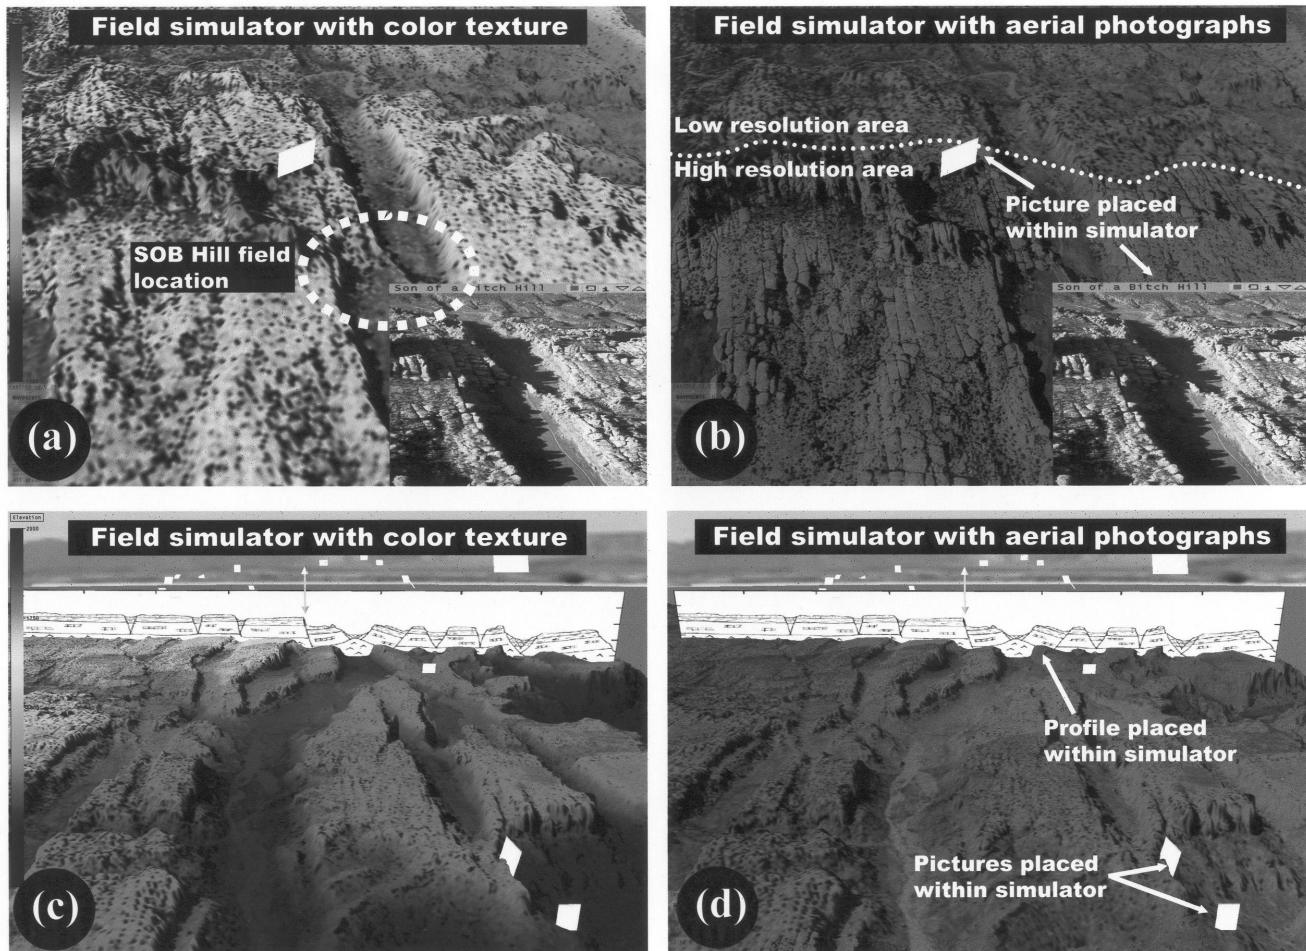 Field simulator with color texture
SOB Hill field
location
Son of a Bitch Hill
(a)
Field simulator with aerial photographs
Low resolution area
High resolution area
Picture placed
within simulator
Son of a Bitch Hill
(b)
Elevation
2000
Field simulator with color texture
(c)
Field simulator with aerial photographs
Profile placed
within simulator
Pictures placed
within simulator
(d)